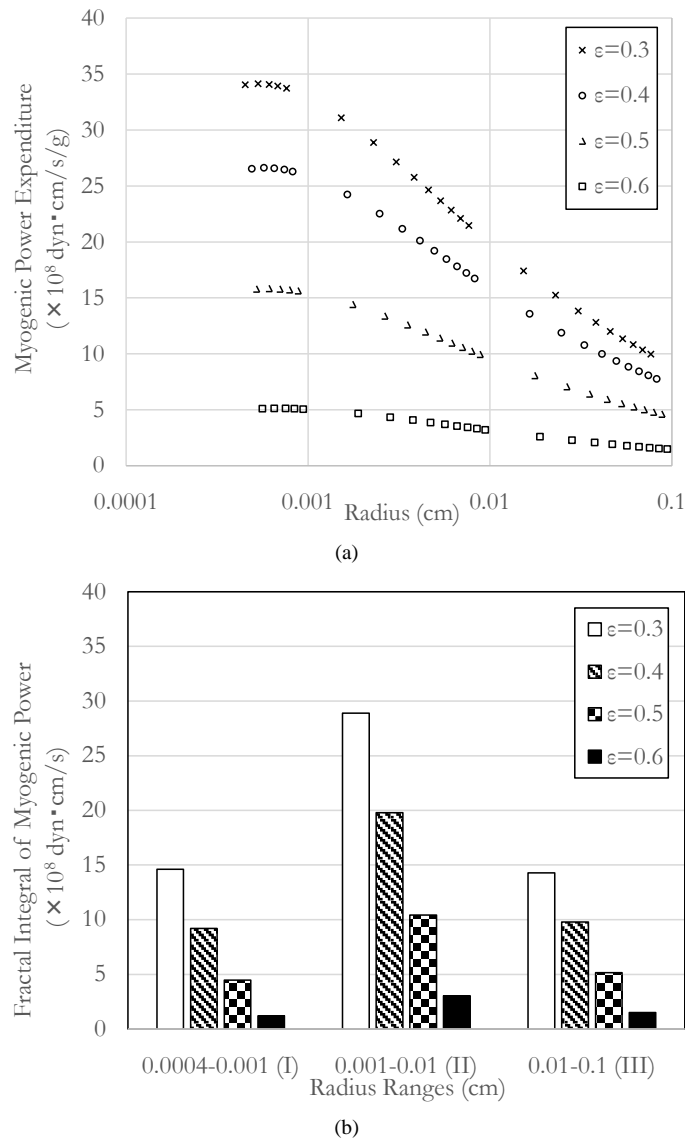 40
35
30
25
20
15
10
5
0
Myogenic Power Expenditure
(×10⁸ dyn·cm/s/g)
ε=0.3
ε=0.4
ε=0.5
ε=0.6
0.0001 0.001 0.01 0.1
Radius (cm)
(a)
40
35
30
25
20
15
10
5
0
Fractal Integral of Myogenic Power
(×10⁸ dyn·cm/s)
ε=0.3
ε=0.4
ε=0.5
ε=0.6
0.0004-0.001 (I) 0.001-0.01 (II) 0.01-0.1 (III)
Radius Ranges (cm)
(b)